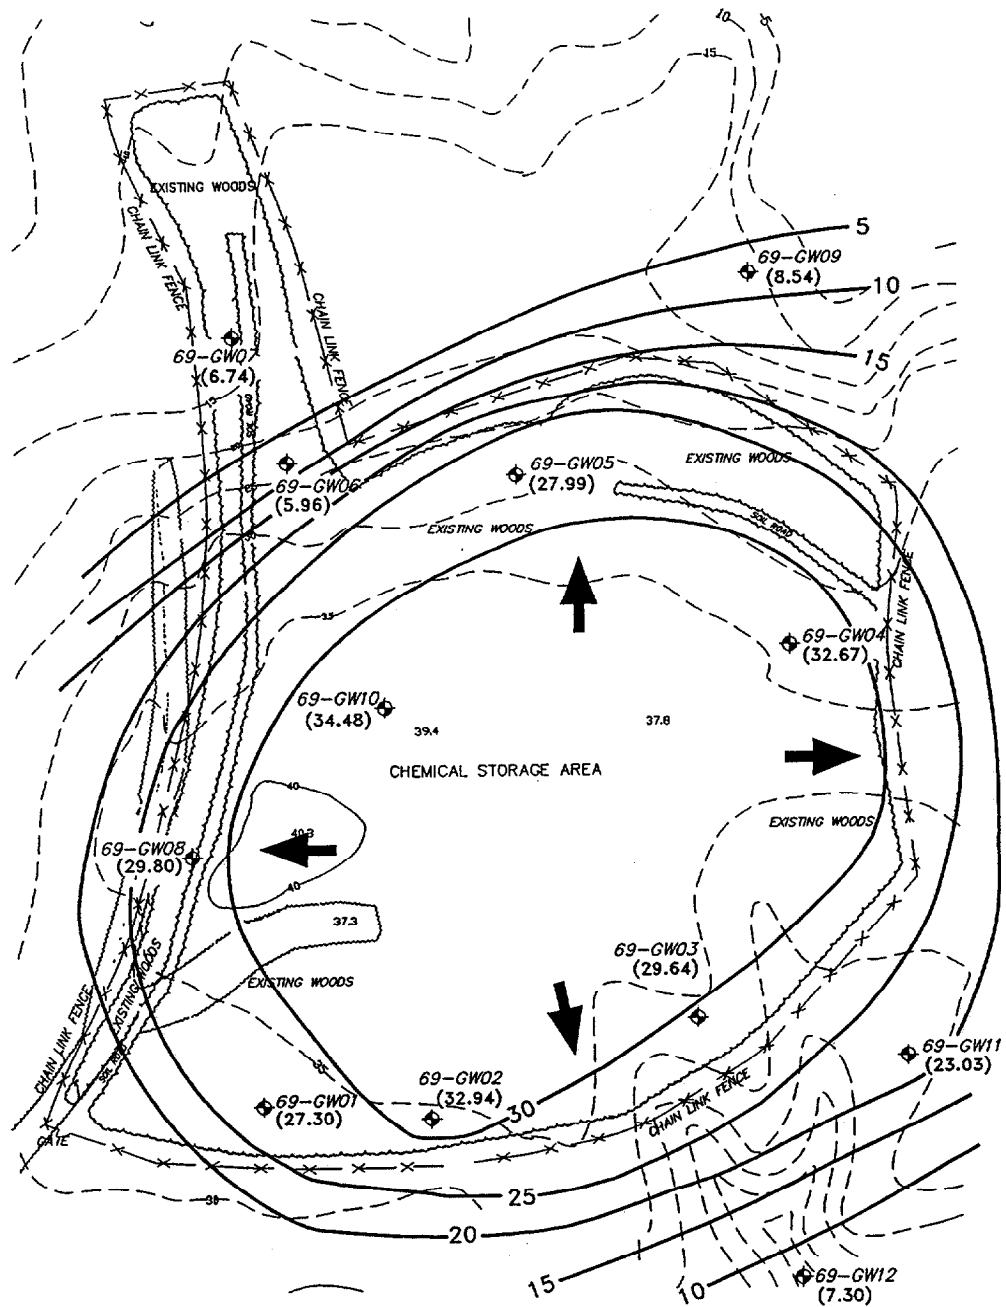 10
5
15
EXISTING WOODS
CHAIN LINK FENCE
5
69-GW09
(8.54)
10
CHAIN LINK FENCE
69-GW07
(6.74)
15
SOIL ROAD
EXISTING WOODS
69-GW05
(27.99)
69-GW06
(5.96)
EXISTING WOODS
SOIL ROAD
CHAIN LINK FENCE
35
69-GW04
(32.67)
69-GW10
(34.48)
39.4
37.8
CHEMICAL STORAGE AREA
40
EXISTING WOODS
40.3
69-GW08
(29.80)
40
37.3
69-GW03
(29.64)
EXISTING WOODS
EXISTING WOODS
CHAIN LINK FENCE
SOIL ROAD
69-GW11
(23.03)
69-GW02
(32.94)
69-GW01
(27.30)
30
CHAIN LINK FENCE
GATE
25
20
15
10
69-GW12
(7.30)